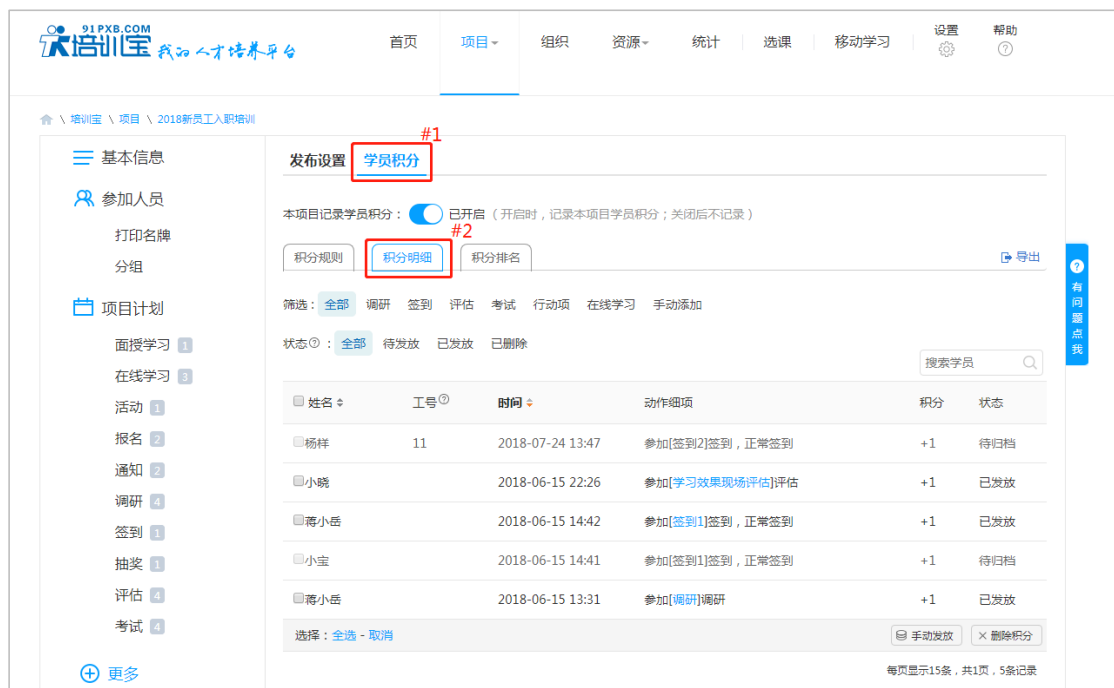 91PXB.COM
培训宝 我的人才培养平台
首页 项目 组织 资源 统计 选课 移动学习 设置 帮助
\ 培训宝 \ 项目 \ 2018新员工入职培训
#1
基本信息
参加人员
打印名牌
分组
项目计划
面授学习 1
在线学习 3
活动 1
报名 2
通知 2
调研 4
签到 1
抽奖 1
评估 4
考试 4
更多
发布设置 学员积分
本项目记录学员积分： 已开启 （开启时，记录本项目学员积分；关闭后不记录）
#2
积分规则 积分明细 积分排名 导出
筛选： 全部 调研 签到 评估 考试 行动项 在线学习 手动添加
状态 ？ ： 全部 待发放 已发放 已删除
搜索学员
姓名 工号 ？ 时间 动作细项 积分 状态
杨样 11 2018-07-24 13:47 参加[签到2]签到，正常签到 +1 待归档
小晓 2018-06-15 22:26 参加[学习效果现场评估]评估 +1 已发放
蒋小岳 2018-06-15 14:42 参加[签到1]签到，正常签到 +1 已发放
小宝 2018-06-15 14:41 参加[签到1]签到，正常签到 +1 待归档
蒋小岳 2018-06-15 13:31 参加[调研]调研 +1 已发放
选择：全选 - 取消 手动发放 × 删除积分
每页显示15条，共1页，5条记录
?
有
问
题
点
我